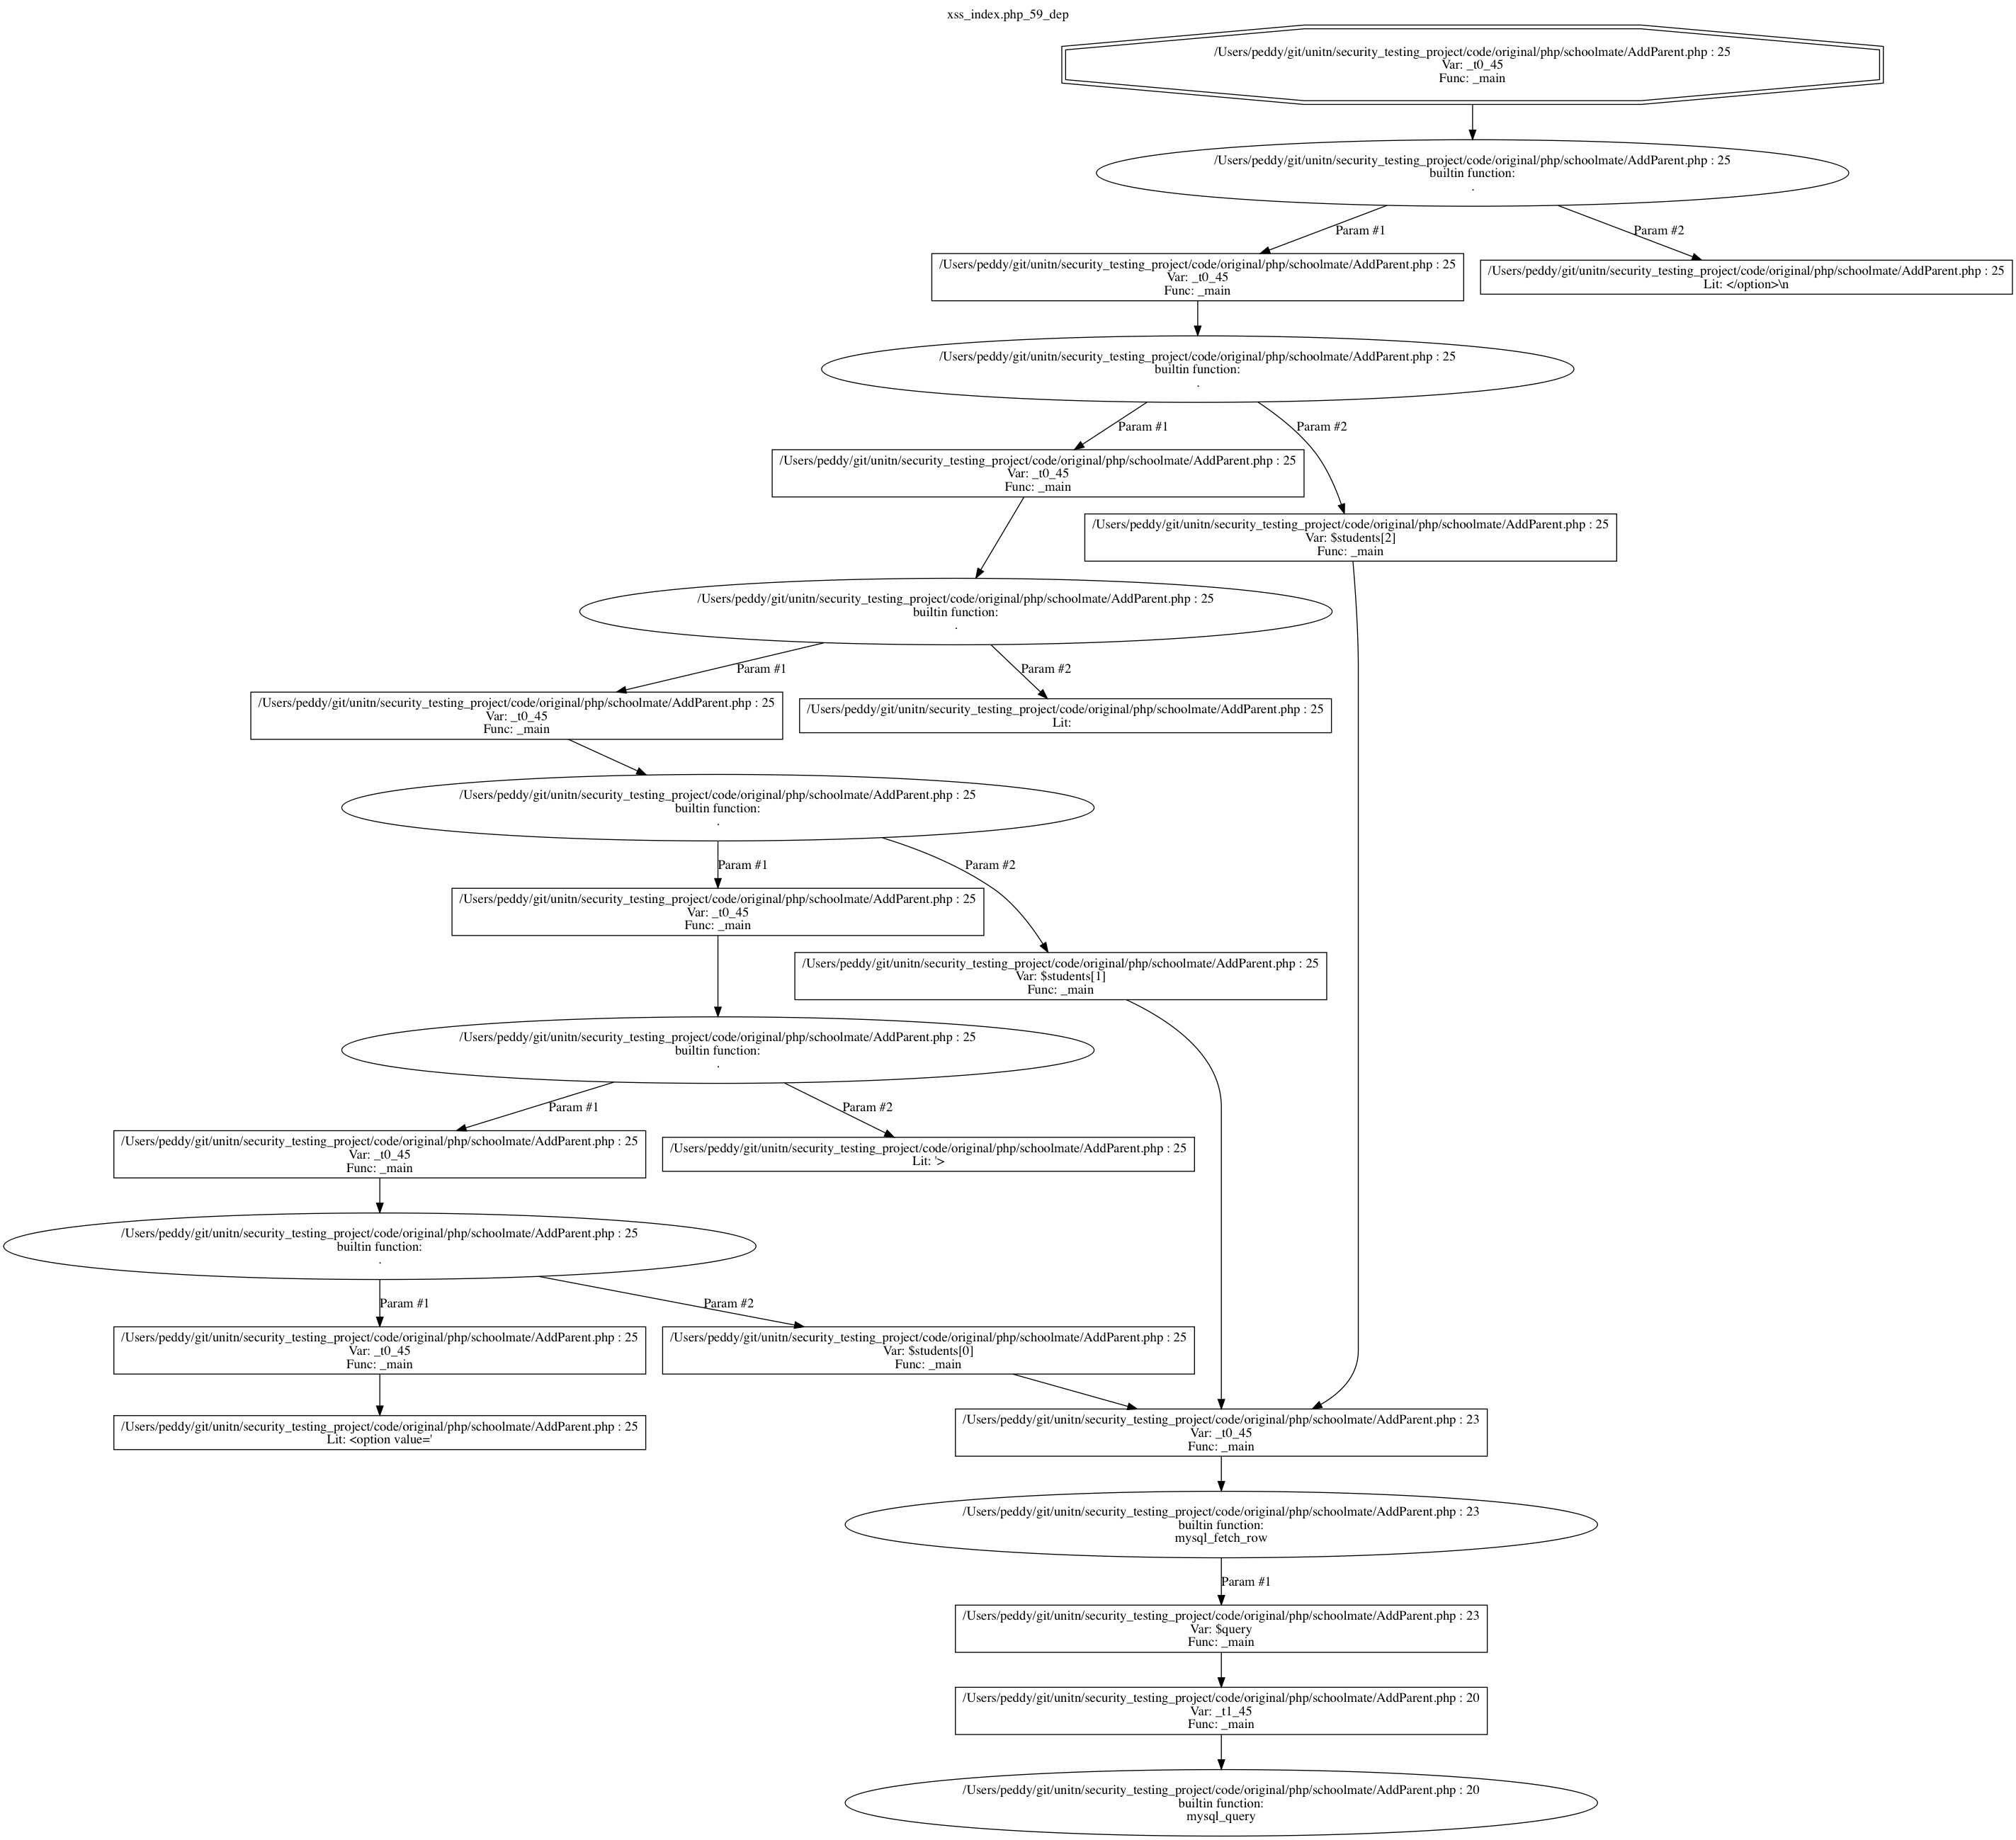 xss_index.php_59_dep
/Users/peddy/git/unitn/security_testing_project/code/original/php/schoolmate/AddParent.php : 25
Var: _t0_45
Func: _main
/Users/peddy/git/unitn/security_testing_project/code/original/php/schoolmate/AddParent.php : 25
builtin function:
.
Param #1
Param #2
/Users/peddy/git/unitn/security_testing_project/code/original/php/schoolmate/AddParent.php : 25
Var: _t0_45
Func: _main
/Users/peddy/git/unitn/security_testing_project/code/original/php/schoolmate/AddParent.php : 25
Lit: </option>\n
/Users/peddy/git/unitn/security_testing_project/code/original/php/schoolmate/AddParent.php : 25
builtin function:
.
Param #1
Param #2
/Users/peddy/git/unitn/security_testing_project/code/original/php/schoolmate/AddParent.php : 25
Var: _t0_45
Func: _main
/Users/peddy/git/unitn/security_testing_project/code/original/php/schoolmate/AddParent.php : 25
Var: $students[2]
Func: _main
/Users/peddy/git/unitn/security_testing_project/code/original/php/schoolmate/AddParent.php : 25
builtin function:
.
Param #1
Param #2
/Users/peddy/git/unitn/security_testing_project/code/original/php/schoolmate/AddParent.php : 25
Var: _t0_45
Func: _main
/Users/peddy/git/unitn/security_testing_project/code/original/php/schoolmate/AddParent.php : 25
Lit:
/Users/peddy/git/unitn/security_testing_project/code/original/php/schoolmate/AddParent.php : 25
builtin function:
.
Param #1
Param #2
/Users/peddy/git/unitn/security_testing_project/code/original/php/schoolmate/AddParent.php : 25
Var: _t0_45
Func: _main
/Users/peddy/git/unitn/security_testing_project/code/original/php/schoolmate/AddParent.php : 25
Var: $students[1]
Func: _main
/Users/peddy/git/unitn/security_testing_project/code/original/php/schoolmate/AddParent.php : 25
builtin function:
.
Param #1
Param #2
/Users/peddy/git/unitn/security_testing_project/code/original/php/schoolmate/AddParent.php : 25
Var: _t0_45
Func: _main
/Users/peddy/git/unitn/security_testing_project/code/original/php/schoolmate/AddParent.php : 25
Lit: '>
/Users/peddy/git/unitn/security_testing_project/code/original/php/schoolmate/AddParent.php : 25
builtin function:
.
Param #1
Param #2
/Users/peddy/git/unitn/security_testing_project/code/original/php/schoolmate/AddParent.php : 25
Var: _t0_45
Func: _main
/Users/peddy/git/unitn/security_testing_project/code/original/php/schoolmate/AddParent.php : 25
Var: $students[0]
Func: _main
/Users/peddy/git/unitn/security_testing_project/code/original/php/schoolmate/AddParent.php : 25
Lit: <option value='
/Users/peddy/git/unitn/security_testing_project/code/original/php/schoolmate/AddParent.php : 23
Var: _t0_45
Func: _main
/Users/peddy/git/unitn/security_testing_project/code/original/php/schoolmate/AddParent.php : 23
builtin function:
mysql_fetch_row
Param #1
/Users/peddy/git/unitn/security_testing_project/code/original/php/schoolmate/AddParent.php : 23
Var: $query
Func: _main
/Users/peddy/git/unitn/security_testing_project/code/original/php/schoolmate/AddParent.php : 20
Var: _t1_45
Func: _main
/Users/peddy/git/unitn/security_testing_project/code/original/php/schoolmate/AddParent.php : 20
builtin function:
mysql_query